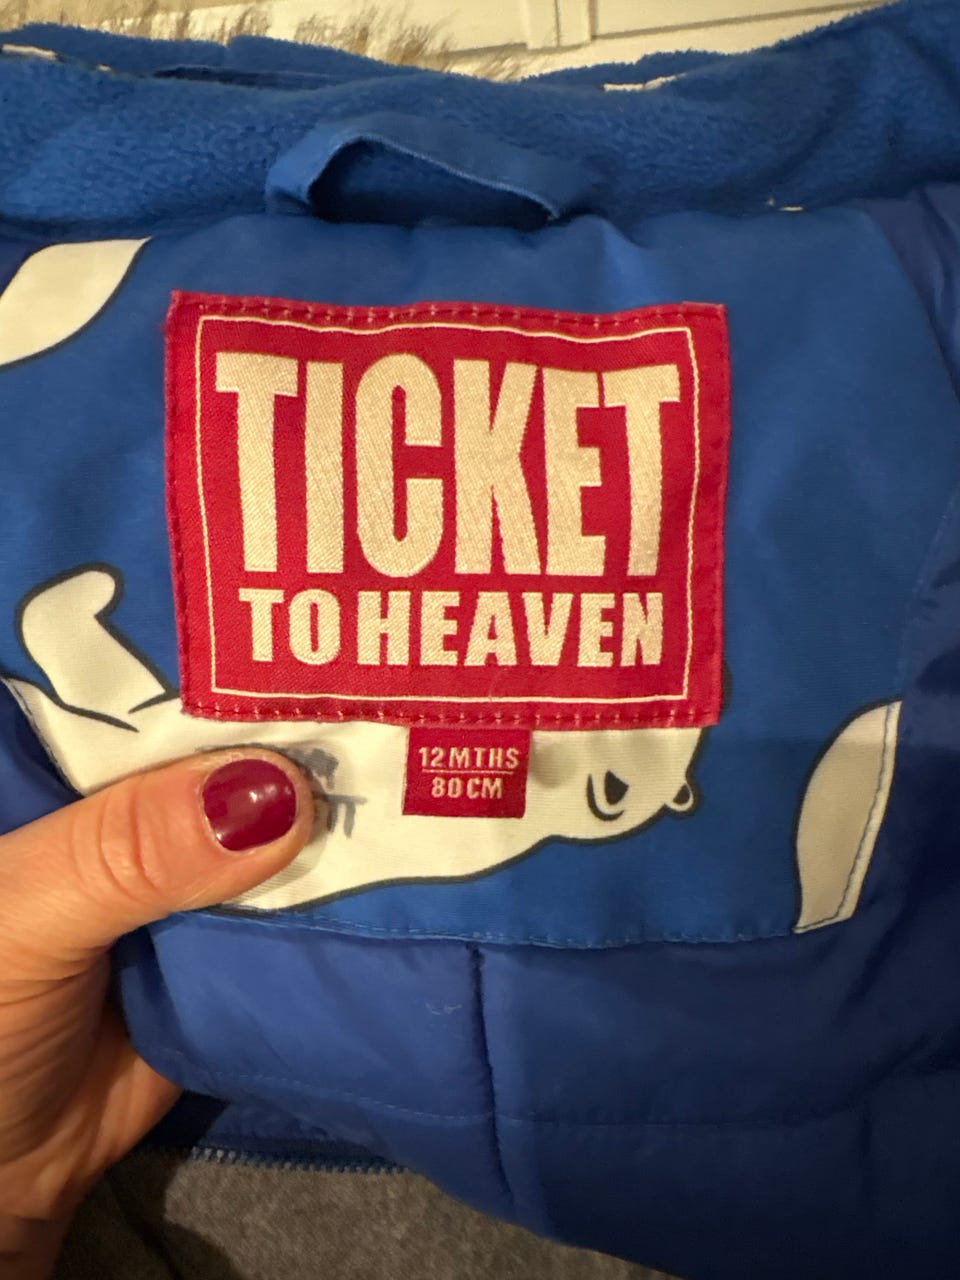 TICKET
TO HEAVEN
12 MTHS
80 CM